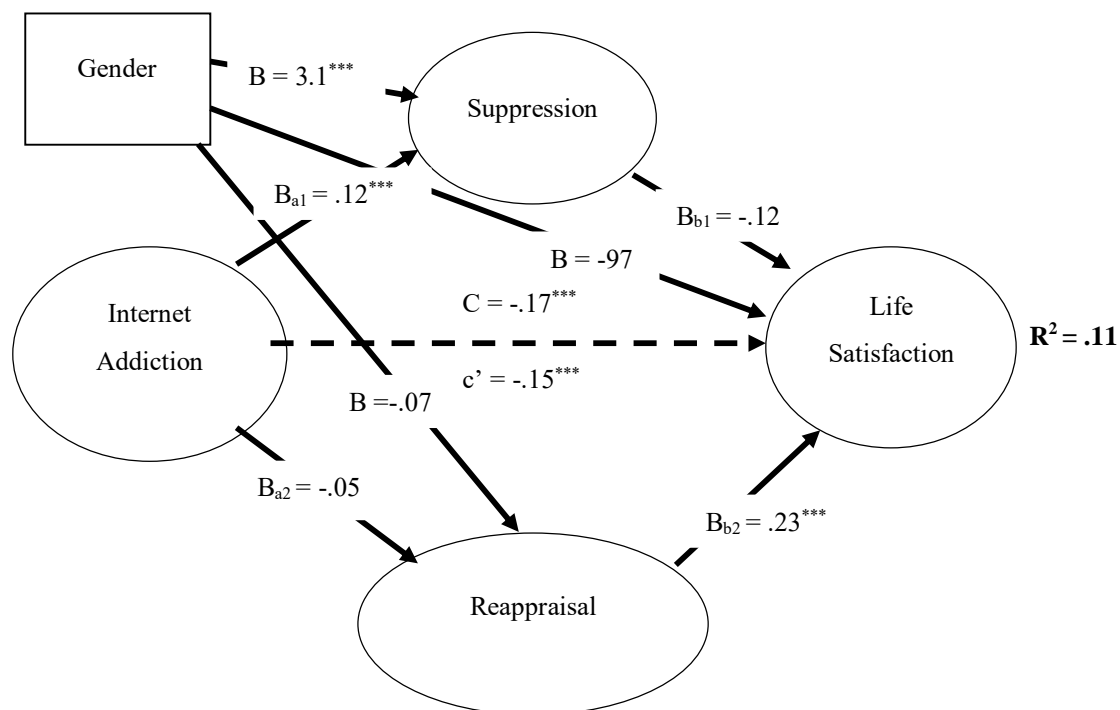 Gender
B = 3.1***
Suppression
Ba1 = .12***
Bb1 = -.12
B = -97
Internet
Addiction
C = -.17***
Life
Satisfaction
R2 = .11
c’ = -.15***
B =-.07
Ba2 = -.05
Bb2 = .23***
Reappraisal